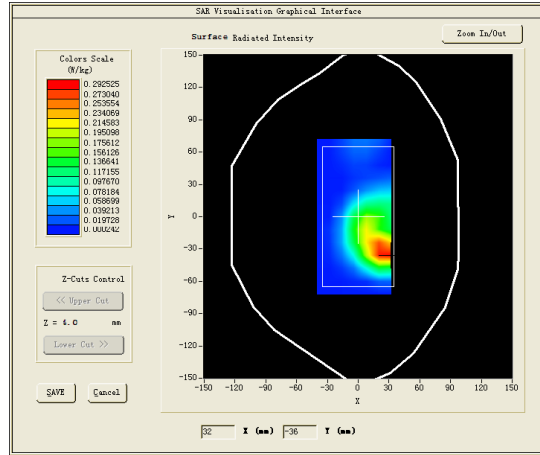 SAR Visualisation Graphical Interface
Surface Radiated Intensity
Zoom In/Out
Colors Scale
(W/kg)
0.292525
0.273040
0.253554
0.234069
0.214583
0.195098
0.175612
0.156126
0.136641
0.117155
0.097670
0.078184
0.058699
0.039213
0.019728
0.000242
Z-Cuts Control
<< Upper Cut
Z = 4.0 mm
Lower Cut >>
SAVE Cancel
150
120
90
60
30
0
-30
-60
-90
-120
-150
Y
-150 -120 -90 -60 -30 0 30 60 90 120 150
X
32 X (mm) -36 Y (mm)